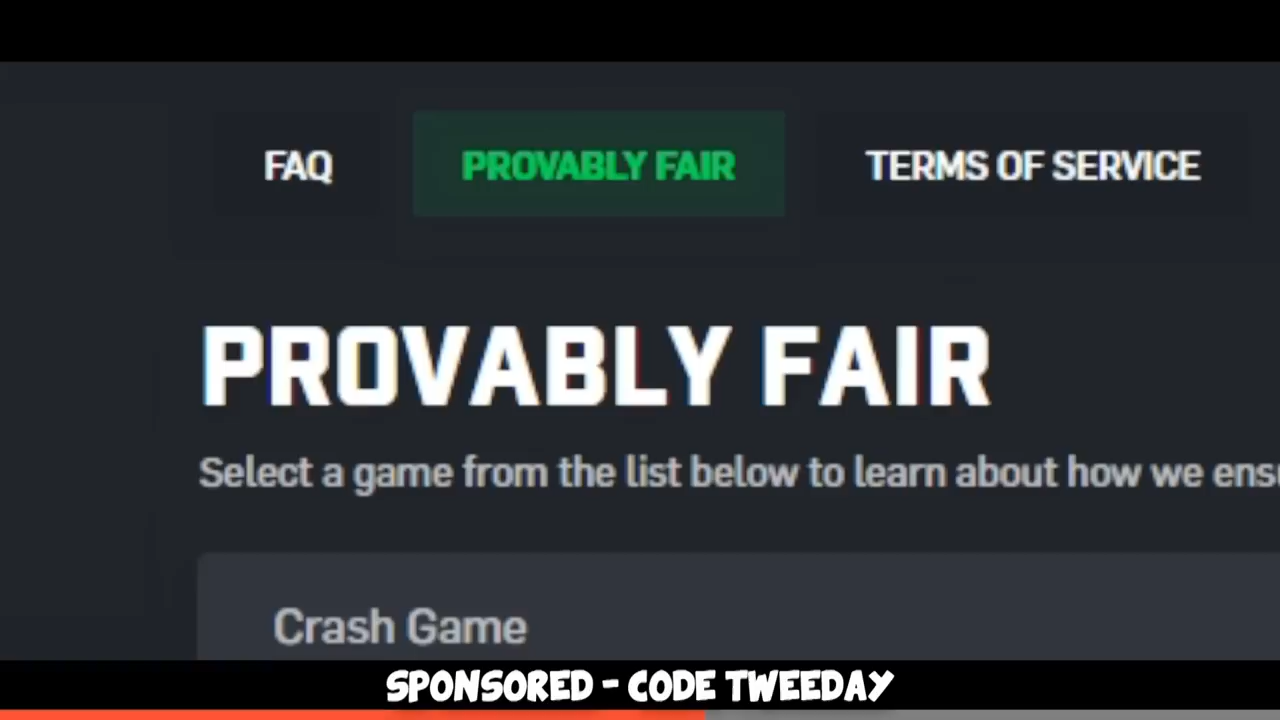 FAQ PROVABLY FAIR TERMS OF SERVICE
PROVABLY FAIR
Select a game from the list below to learn about how we
Crash Game
SPONSORED - CODE TWEEDAY